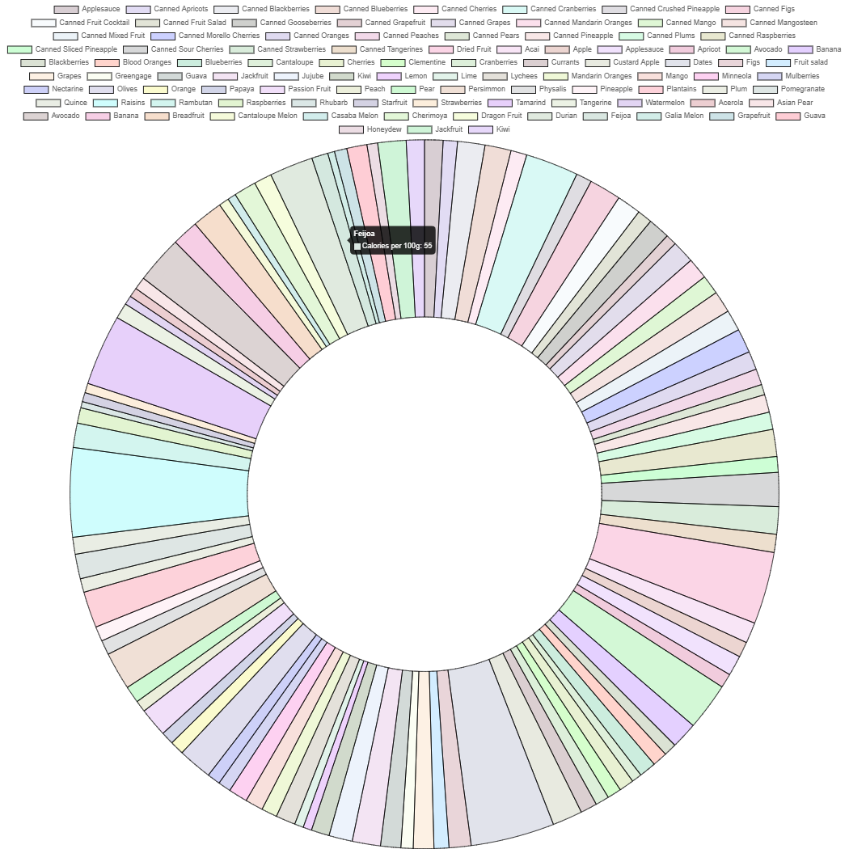 Applesauce Canned Apricots Canned Blackberries Canned Blueberries Canned Cherries Canned Cranberries Canned Crushed Pineapple Canned Figs
Canned Fruit Cocktail Canned Fruit Salad Canned Gooseberries Canned Grapefruit Canned Grapes Canned Mandarin Oranges Canned Mango Canned Mangosteen
Canned Mixed Fruit Canned Morello Cherries Canned Oranges Canned Peaches Canned Pears Canned Pineapple Canned Plums Canned Raspberries
Canned Sliced Pineapple Canned Sour Cherries Canned Strawberries Canned Tangerines Dried Fruit Acai Apple Applesauce Apricot Avocado Banana
Blackberries Blood Oranges Blueberries Cantaloupe Cherries Clementine Cranberries Currants Custard Apple Dates Figs Fruit salad
Grapes Greengage Guava Jackfruit Jujube Kiwi Lemon Lime Lychees Mandarin Oranges Mango Minneola Mulberries
Nectarine Olives Orange Papaya Passion Fruit Peach Pear Persimmon Physalis Pineapple Plantains Plum Pomegranate
Quince Raisins Rambutan Raspberries Rhubarb Starfruit Strawberries Tamarind Tangerine Watermelon Acerola Asian Pear
Avocado Banana Breadfruit Cantaloupe Melon Casaba Melon Cherimoya Dragon Fruit Durian Feijoa Galia Melon Grapefruit Guava
Honeydew Jackfruit Kiwi
Feijoa
Calories per 100g: 55